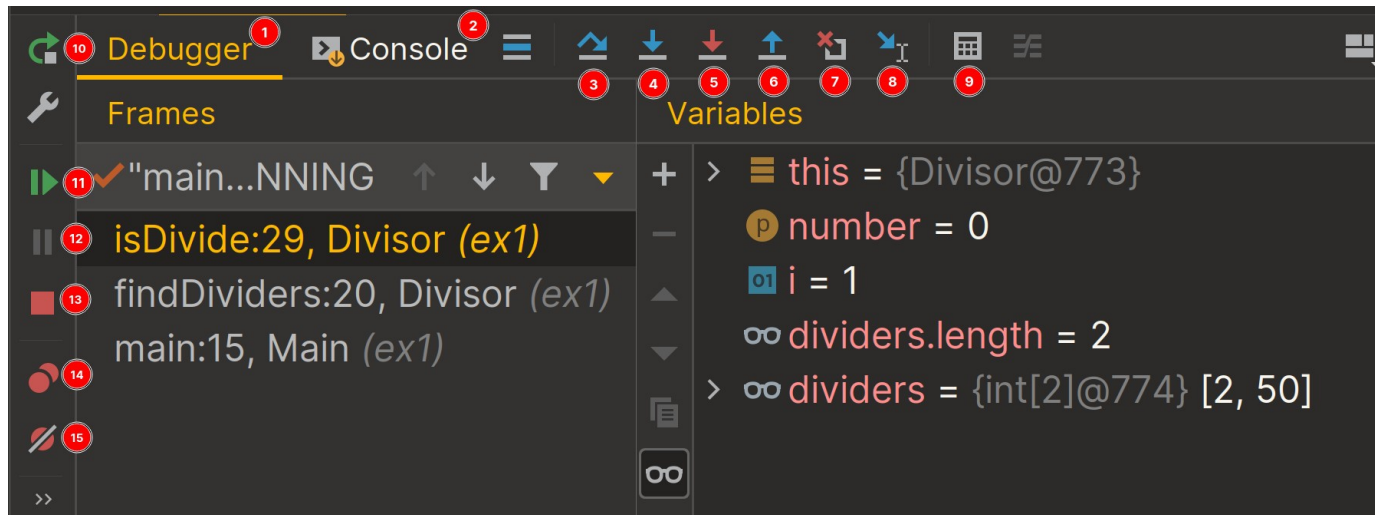 1
2
10 Debugger Console
3 4 5 6 7 8 9
Frames
Variables
11 "main...NNING
this = {Divisor@773}
p number = 0
12 isDivide:29, Divisor (ex1)
01 i = 1
13 findDividers:20, Divisor (ex1)
dividers.length = 2
main:15, Main (ex1)
14
dividers = {int[2]@774} [2, 50]
15